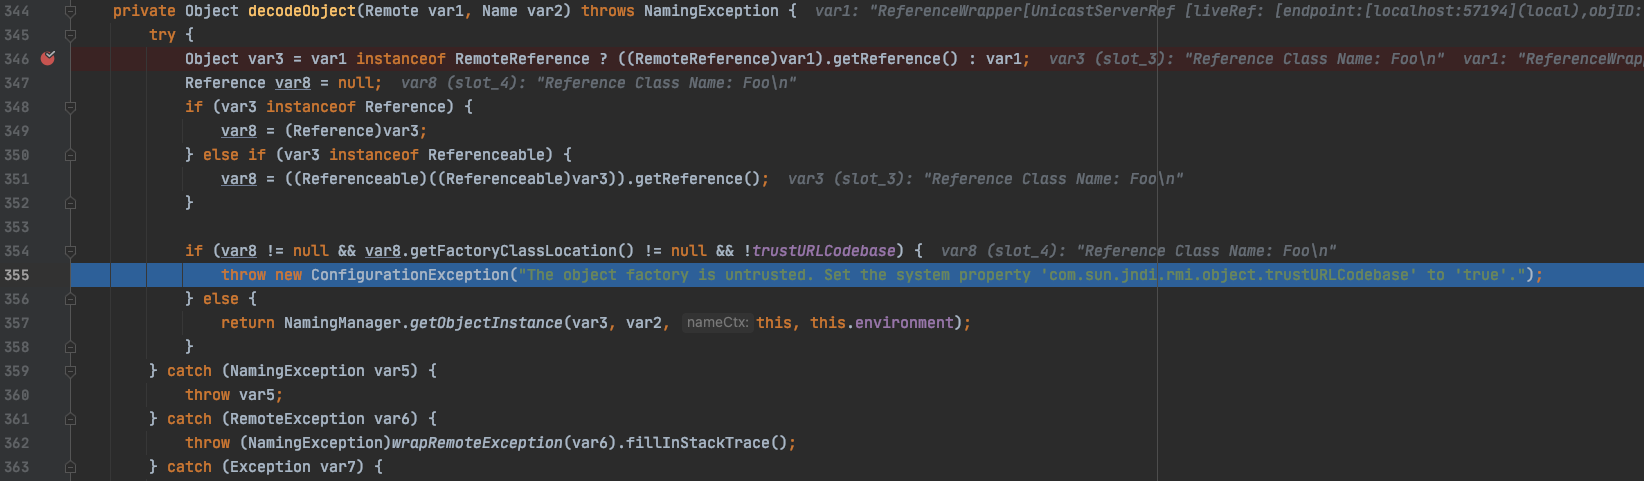 344 private Object decodeObject(Remote var1, Name var2) throws NamingException { var1: "ReferenceWrapper[UnicastServerRef [liveRef: [endpoint:[localhost:57194](local),objID:
345 try {
346 Object var3 = var1 instanceof RemoteReference ? ((RemoteReference)var1).getReference() : var1; var3 (slot_3): "Reference Class Name: Foo\n" var1: "ReferenceWrapp
347 Reference var8 = null; var8 (slot_4): "Reference Class Name: Foo\n"
348 if (var3 instanceof Reference) {
349 var8 = (Reference)var3;
350 } else if (var3 instanceof Referenceable) {
351 var8 = ((Referenceable)((Referenceable)var3)).getReference(); var3 (slot_3): "Reference Class Name: Foo\n"
352 }
353
354 if (var8 != null && var8.getFactoryClassLocation() != null && !trustURLCodebase) { var8 (slot_4): "Reference Class Name: Foo\n"
355 throw new ConfigurationException("The object factory is untrusted. Set the system property 'com.sun.jndi.rmi.object.trustURLCodebase' to 'true'.");
356 } else {
357 return NamingManager.getObjectInstance(var3, var2, nameCtx: this, this.environment);
358 }
359 } catch (NamingException var5) {
360 throw var5;
361 } catch (RemoteException var6) {
362 throw (NamingException)wrapRemoteException(var6).fillInStackTrace();
363 } catch (Exception var7) {